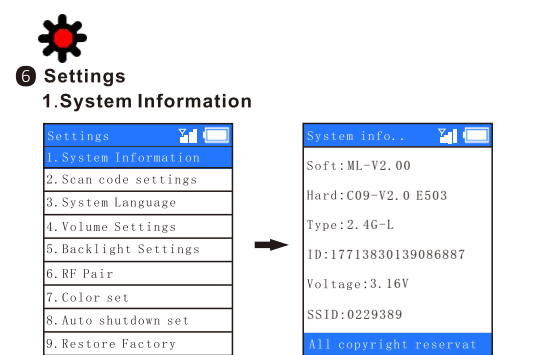 6 Settings
1.System Information
Settings
1. System Information
2. Scan code settings
3. System Language
4. Volume Settings
5. Backlight Settings
6. RF Pair
7. Color set
8. Auto shutdown set
9. Restore Factory
System info..
Soft:ML-V2.00
Hard:C09-V2.0 E503
Type:2.4G-L
ID:17713830139086887
Voltage:3.16V
SSID:0229389
All copyright reservat